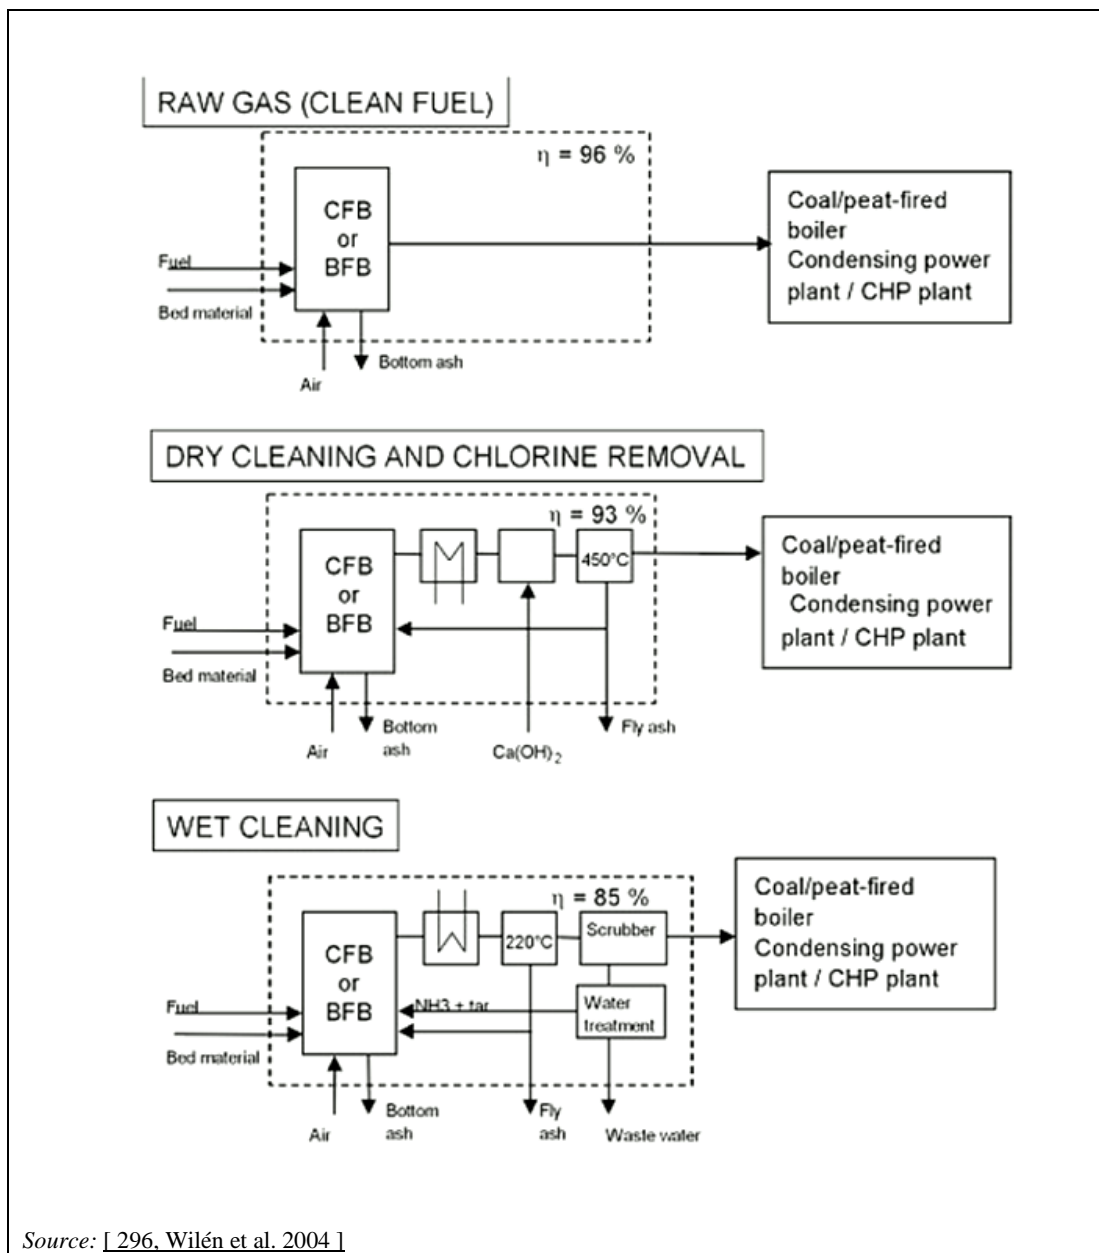 RAW GAS (CLEAN FUEL)
η = 96 %
CFB
or
BFB
Fuel
Bed material
Air
Bottom ash
Coal/peat-fired
boiler
Condensing power
plant / CHP plant
DRY CLEANING AND CHLORINE REMOVAL
η = 93 %
CFB
or
BFB
450°C
Fuel
Bed material
Air
Bottom
ash
Ca(OH)2
Fly ash
Coal/peat-fired
boiler
Condensing power
plant / CHP plant
WET CLEANING
η = 85 %
CFB
or
BFB
220°C
Scrubber
NH3 + tar
Water
treatment
Fuel
Bed material
Air
Bottom
ash
Fly
ash
Waste water
Coal/peat-fired
boiler
Condensing power
plant / CHP plant
Source: [ 296, Wilén et al. 2004 ]